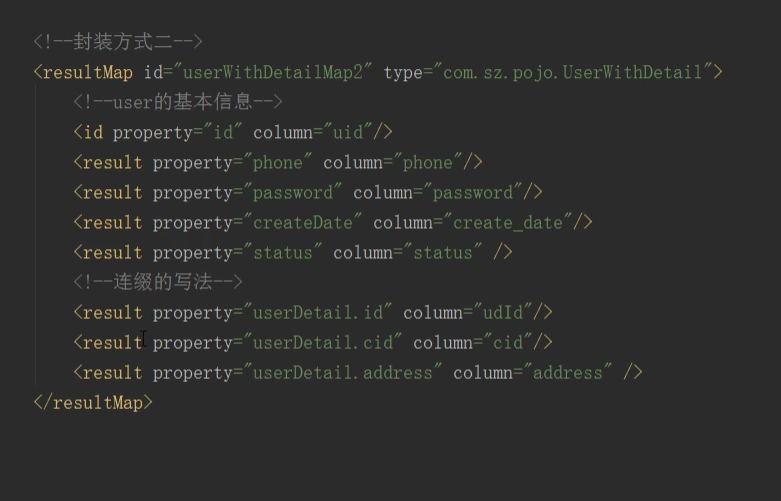 <!--封装方式二-->
<resultMap id="userWithDetailMap2" type="com.sz.pojo.UserWithDetail">
<!--user的基本信息-->
<id property="id" column="uid"/>
<result property="phone" column="phone"/>
<result property="password" column="password"/>
<result property="createDate" column="create_date"/>
<result property="status" column="status" />
<!--连缀的写法-->
<result property="userDetail.id" column="udId"/>
<result property="userDetail.cid" column="cid"/>
<result property="userDetail.address" column="address" />
</resultMap>